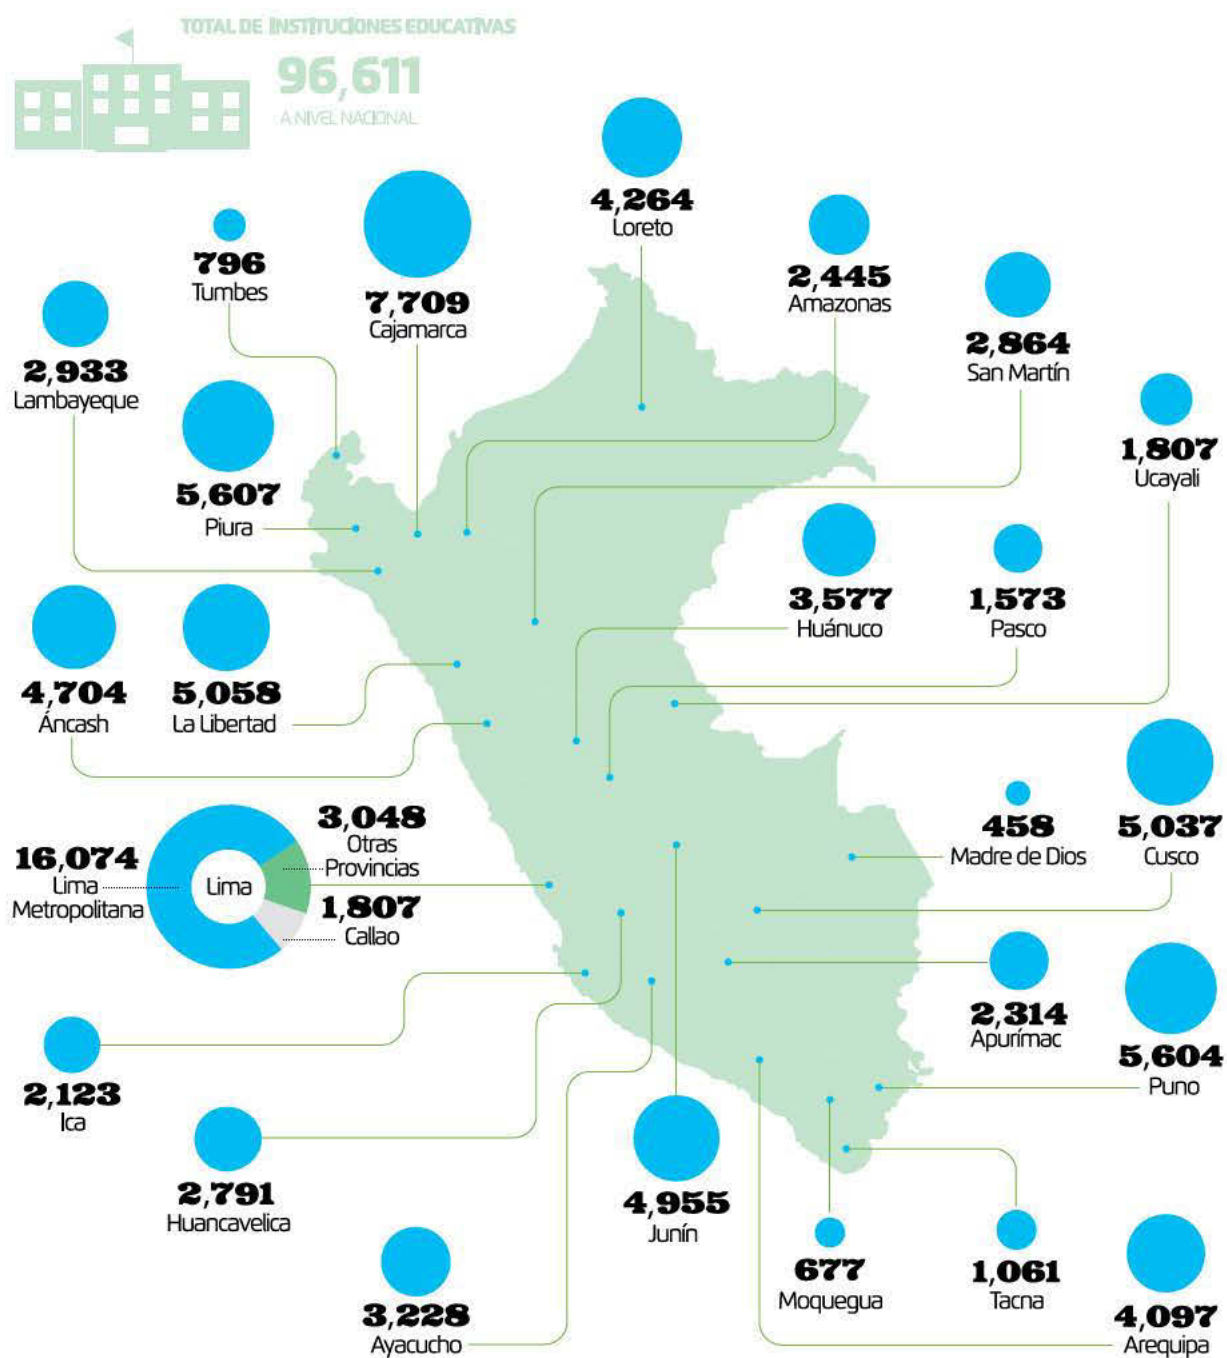 TOTAL DE INSTITUCIONES EDUCATIVAS
96,611
A NIVEL NACIONAL
4,264
Loreto
796
Tumbes
7,709
Cajamarca
2,445
Amazonas
2,864
San Martín
2,933
Lambayeque
5,607
Piura
1,807
Ucayali
3,577
Huánuco
1,573
Pasco
4,704
Áncash
5,058
La Libertad
16,074
Lima
Metropolitana
Lima
3,048
Otras
Provincias
1,807
Callao
458
Madre de Dios
5,037
Cusco
2,314
Apurímac
5,604
Puno
2,123
Ica
2,791
Huancavelica
4,955
Junín
3,228
Ayacucho
677
Moquegua
1,061
Tacna
4,097
Arequipa